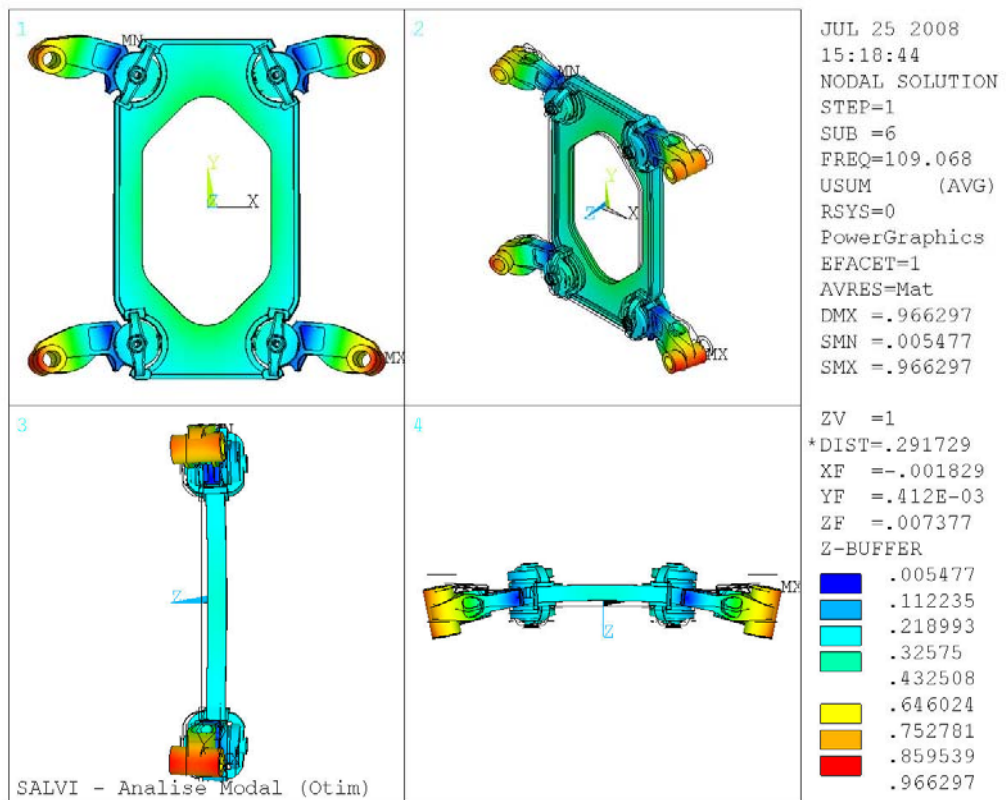 1
MN
Y
Z
X
MX
2
MN
Y
Z
X
MX
3
Z
4
MX
Z
SALVI - Analise Modal (Otim)
JUL 25 2008
15:18:44
NODAL SOLUTION
STEP=1
SUB =6
FREQ=109.068
USUM (AVG)
RSYS=0
PowerGraphics
EFACET=1
AVRES=Mat
DMX =.966297
SMN =.005477
SMX =.966297
ZV =1
*DIST=.291729
XF =-.001829
YF =.412E-03
ZF =.007377
Z-BUFFER
.005477
.112235
.218993
.32575
.432508
.646024
.752781
.859539
.966297